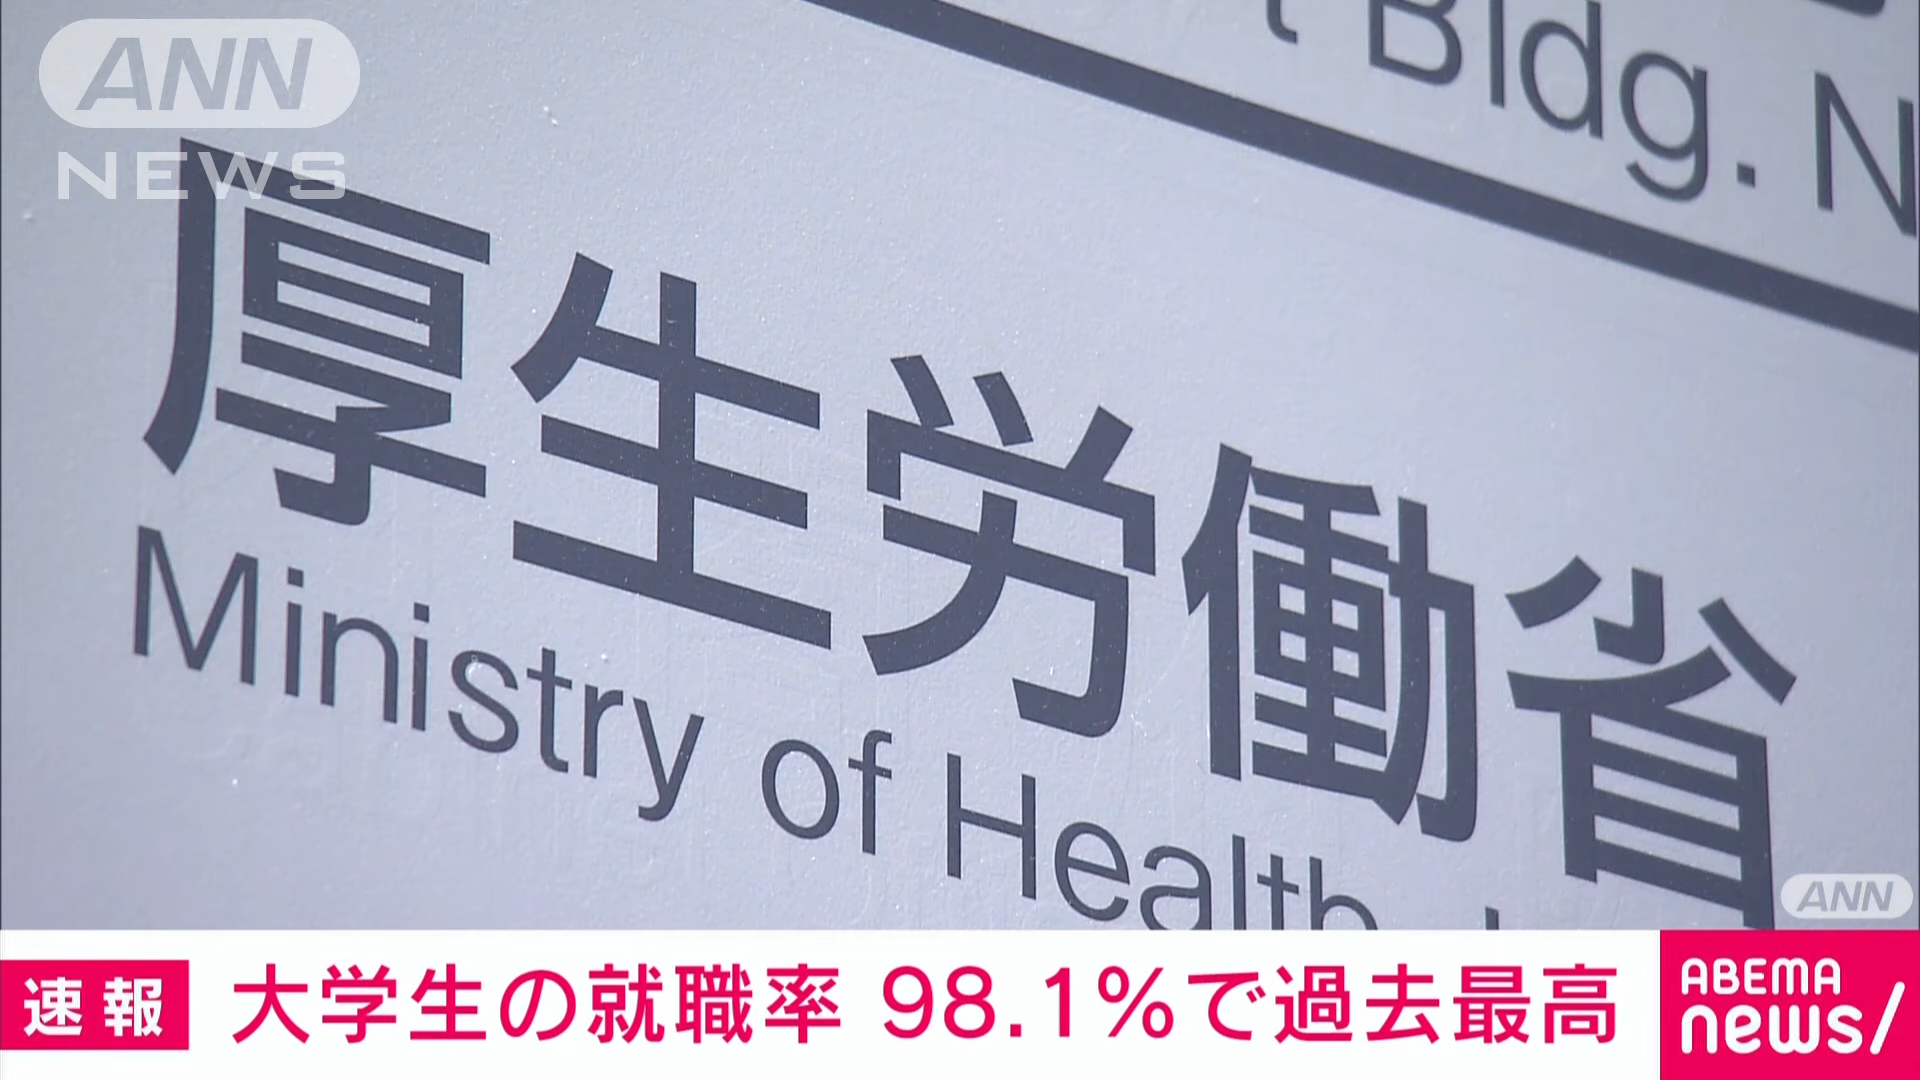 ANN
NEWS
t Bldg. N
厚生労働省
Ministry of Health
ANN
速報
大学生の就職率 98.1%で過去最高
ABEMA
news/